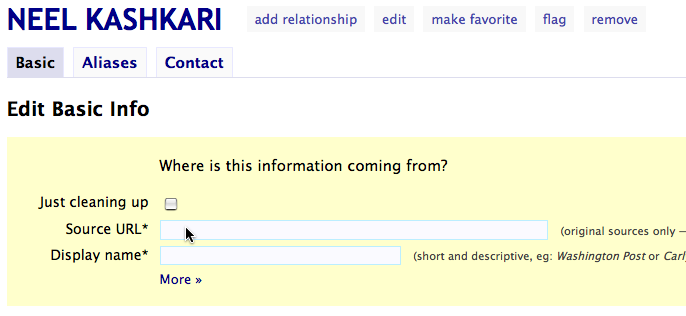 NEEL KASHKARI add relationship edit make favorite flag remove
Basic Aliases Contact
Edit Basic Info
Where is this information coming from?
Just cleaning up
Source URL* (original sources only —
Display name* (short and descriptive, eg: Washington Post or Carly
More »